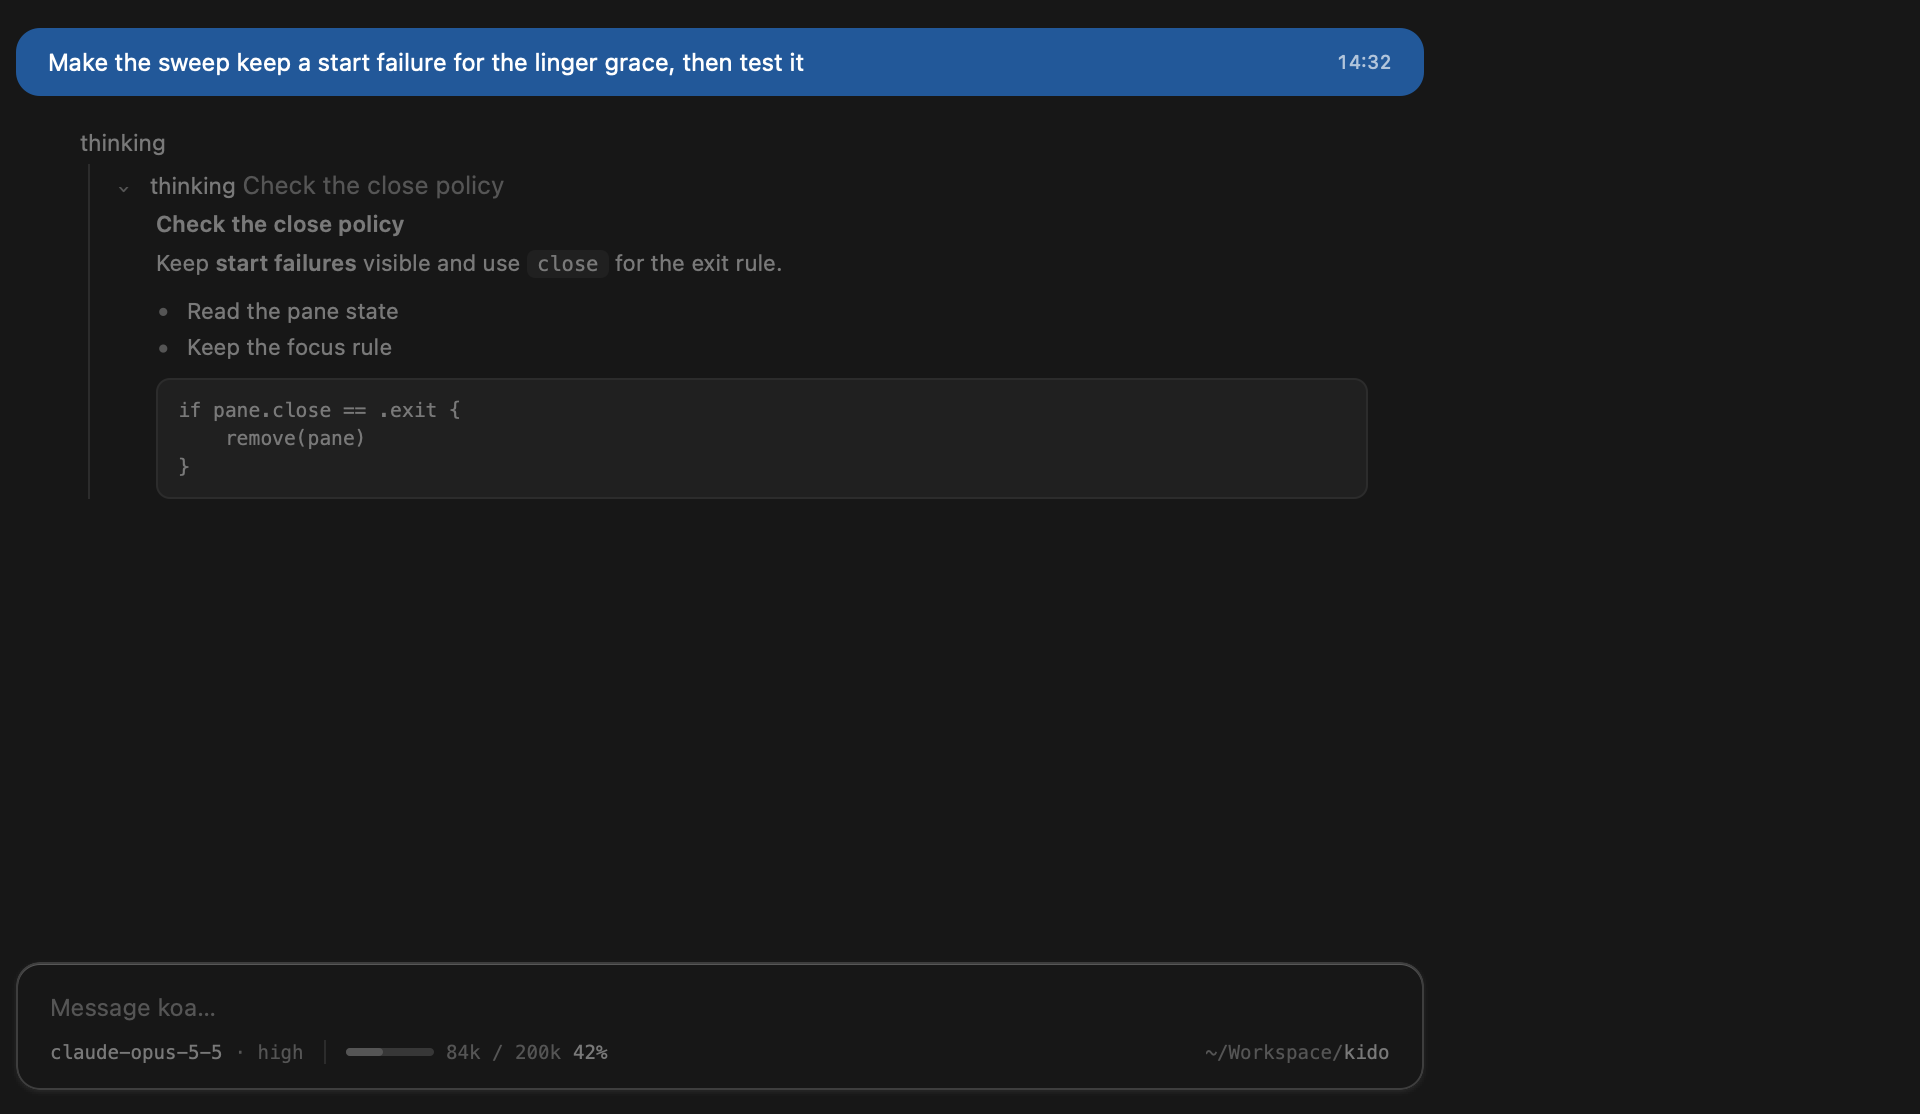 Make the sweep keep a start failure for the linger grace, then test it 14:32
thinking
thinking Check the close policy
Check the close policy
Keep start failures visible and use close for the exit rule.
• Read the pane state
• Keep the focus rule
if pane.close == .exit {
    remove(pane)
}
Message koa...
claude-opus-5-5 · high | 84k / 200k 42% ~/Workspace/kido